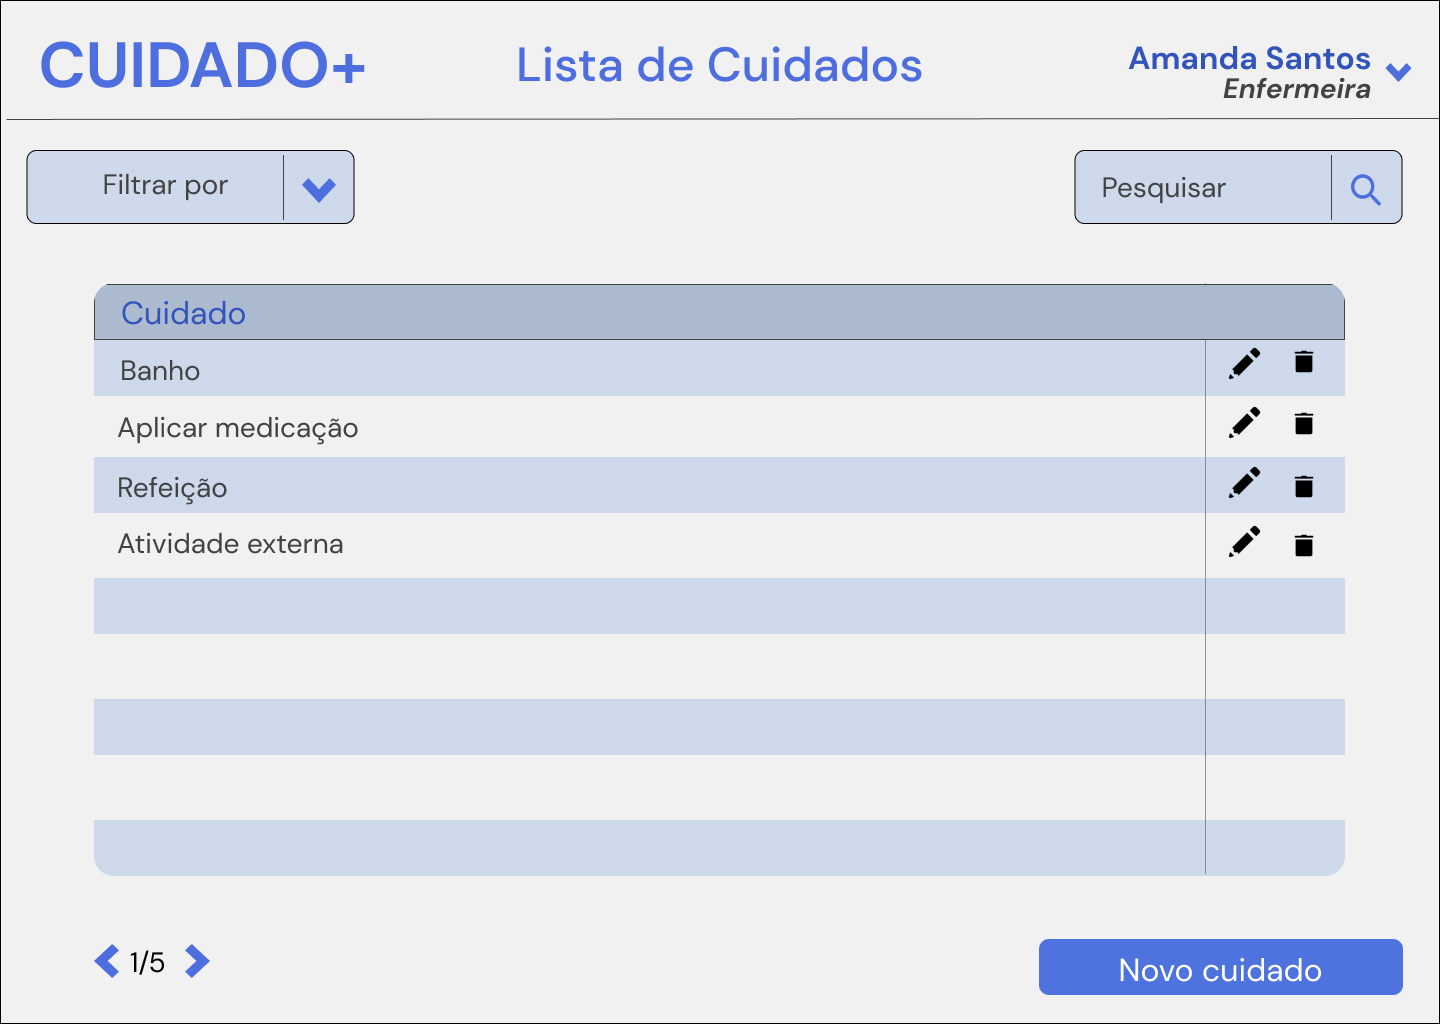 CUIDADO+
Lista de Cuidados
Amanda Santos
Enfermeira
Filtrar por
Pesquisar
Cuidado
Banho
Aplicar medicação
Refeição
Atividade externa
1/5
Novo cuidado